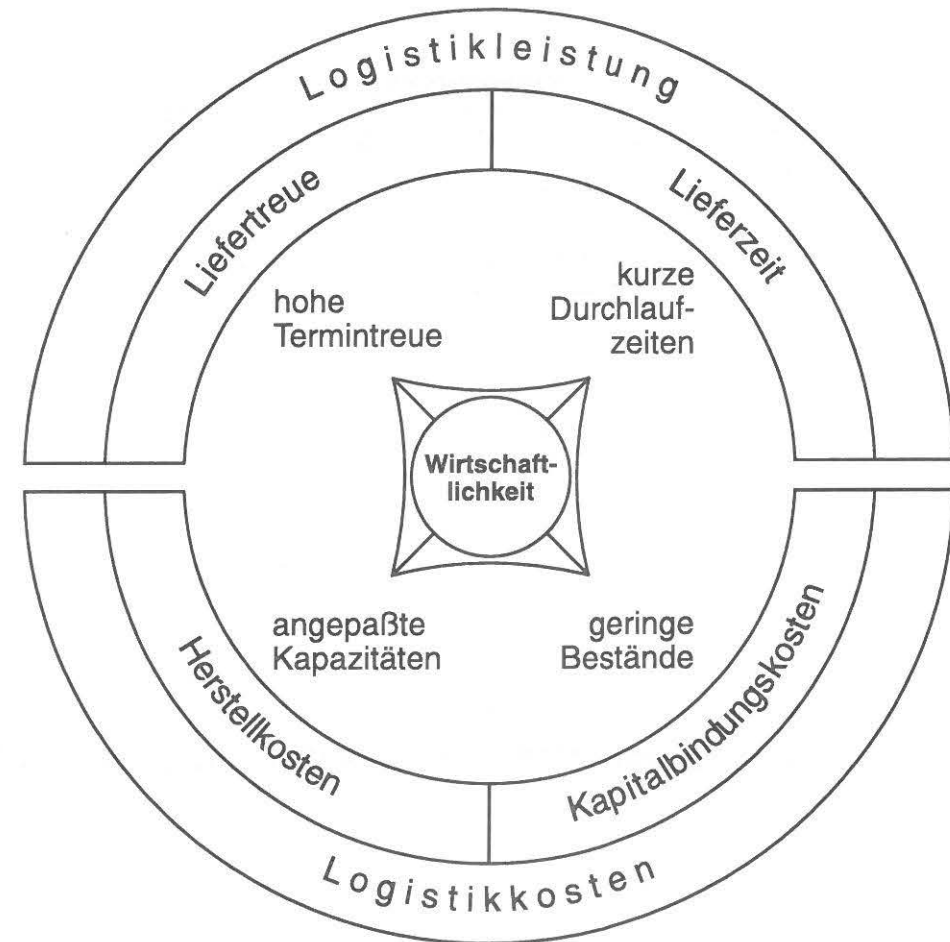 Logistikleistung
Liefertreue
Lieferzeit
hohe
Termintreue
kurze
Durchlauf-
zeiten
Wirtschaft-
lichkeit
angepaßte
Kapazitäten
geringe
Bestände
Herstellkosten
Kapitalbindungskosten
Logistikkosten